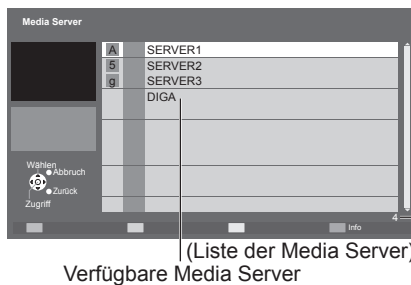 Media Server
A SERVER1
5 SERVER2
g SERVER3
DIGA
Wählen
Abbruch
Zurück
Zugriff
4
Info
(Liste der Media Server)
Verfügbare Media Server